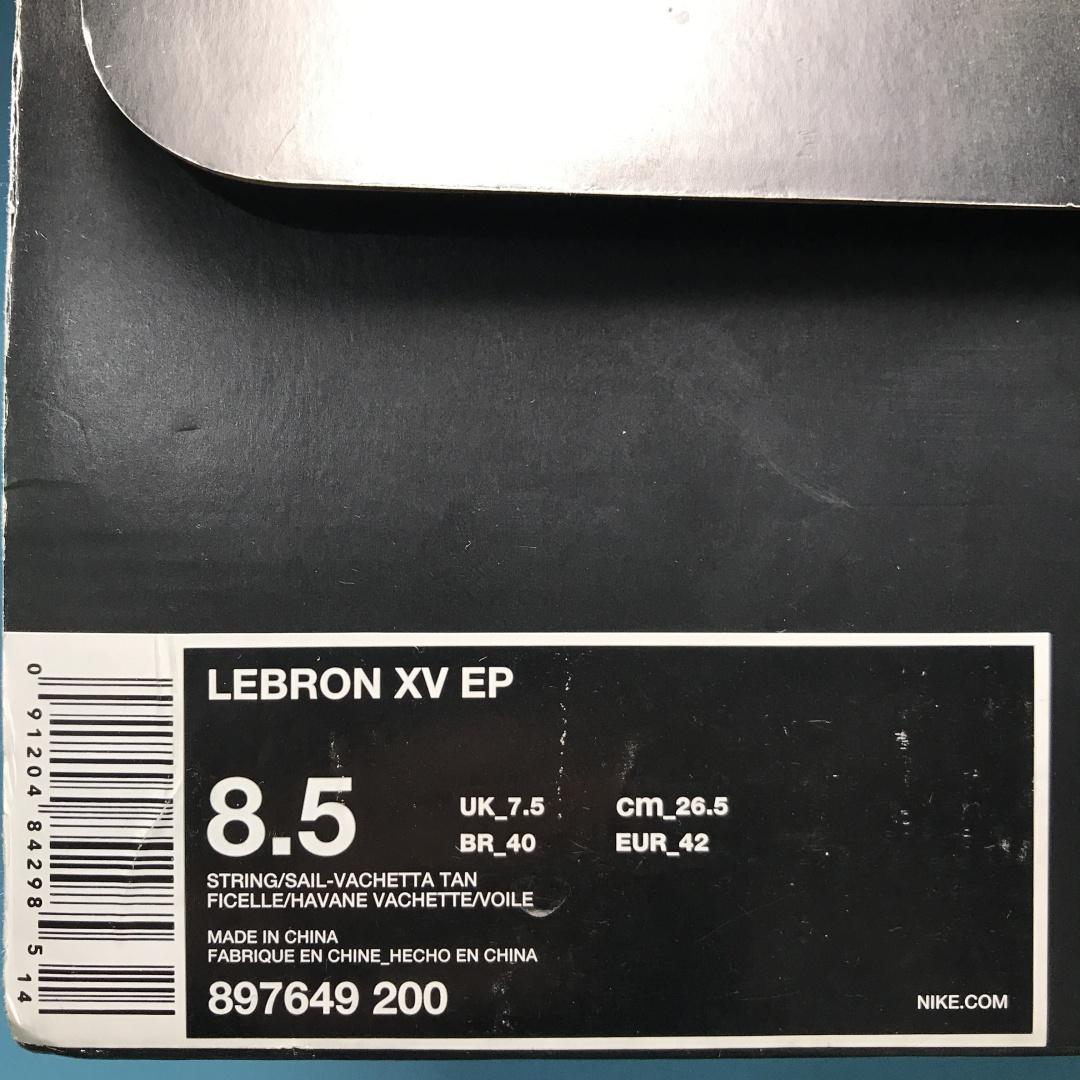 LEBRON XV EP
8.5
UK_7.5 cm_26.5
BR_40 EUR_42
STRING/SAIL-VACHETTA TAN
FICELLE/HAVANE VACHETTE/VOILE
MADE IN CHINA
FABRIQUE EN CHINE_HECHO EN CHINA
897649 200
NIKE.COM
0 91204 84298 5 14